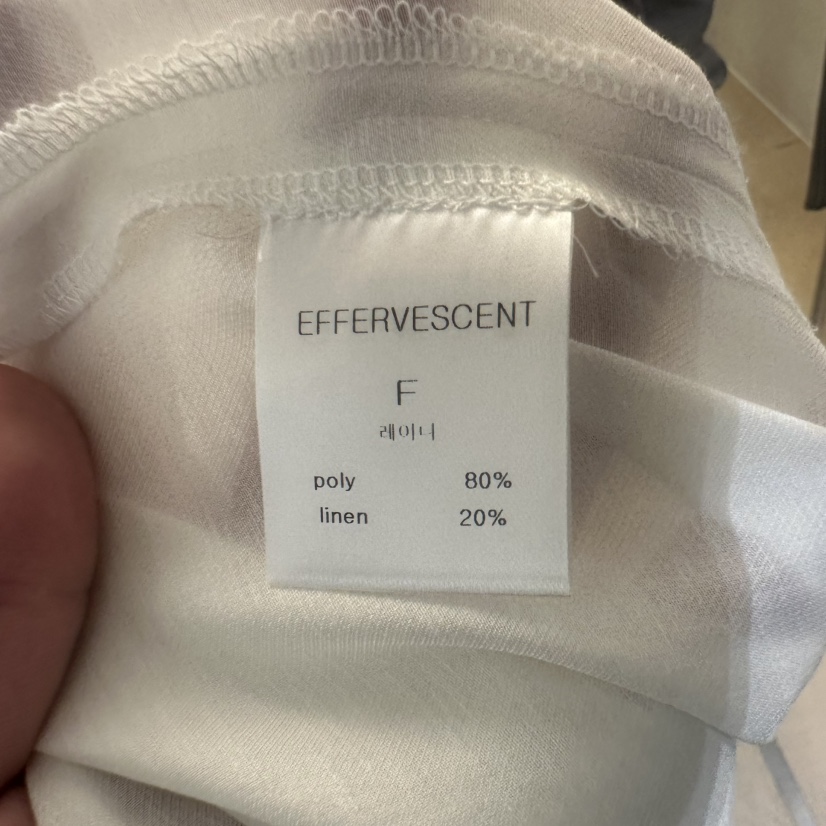 EFFERVESCENT
F
레이너
poly 80%
linen 20%